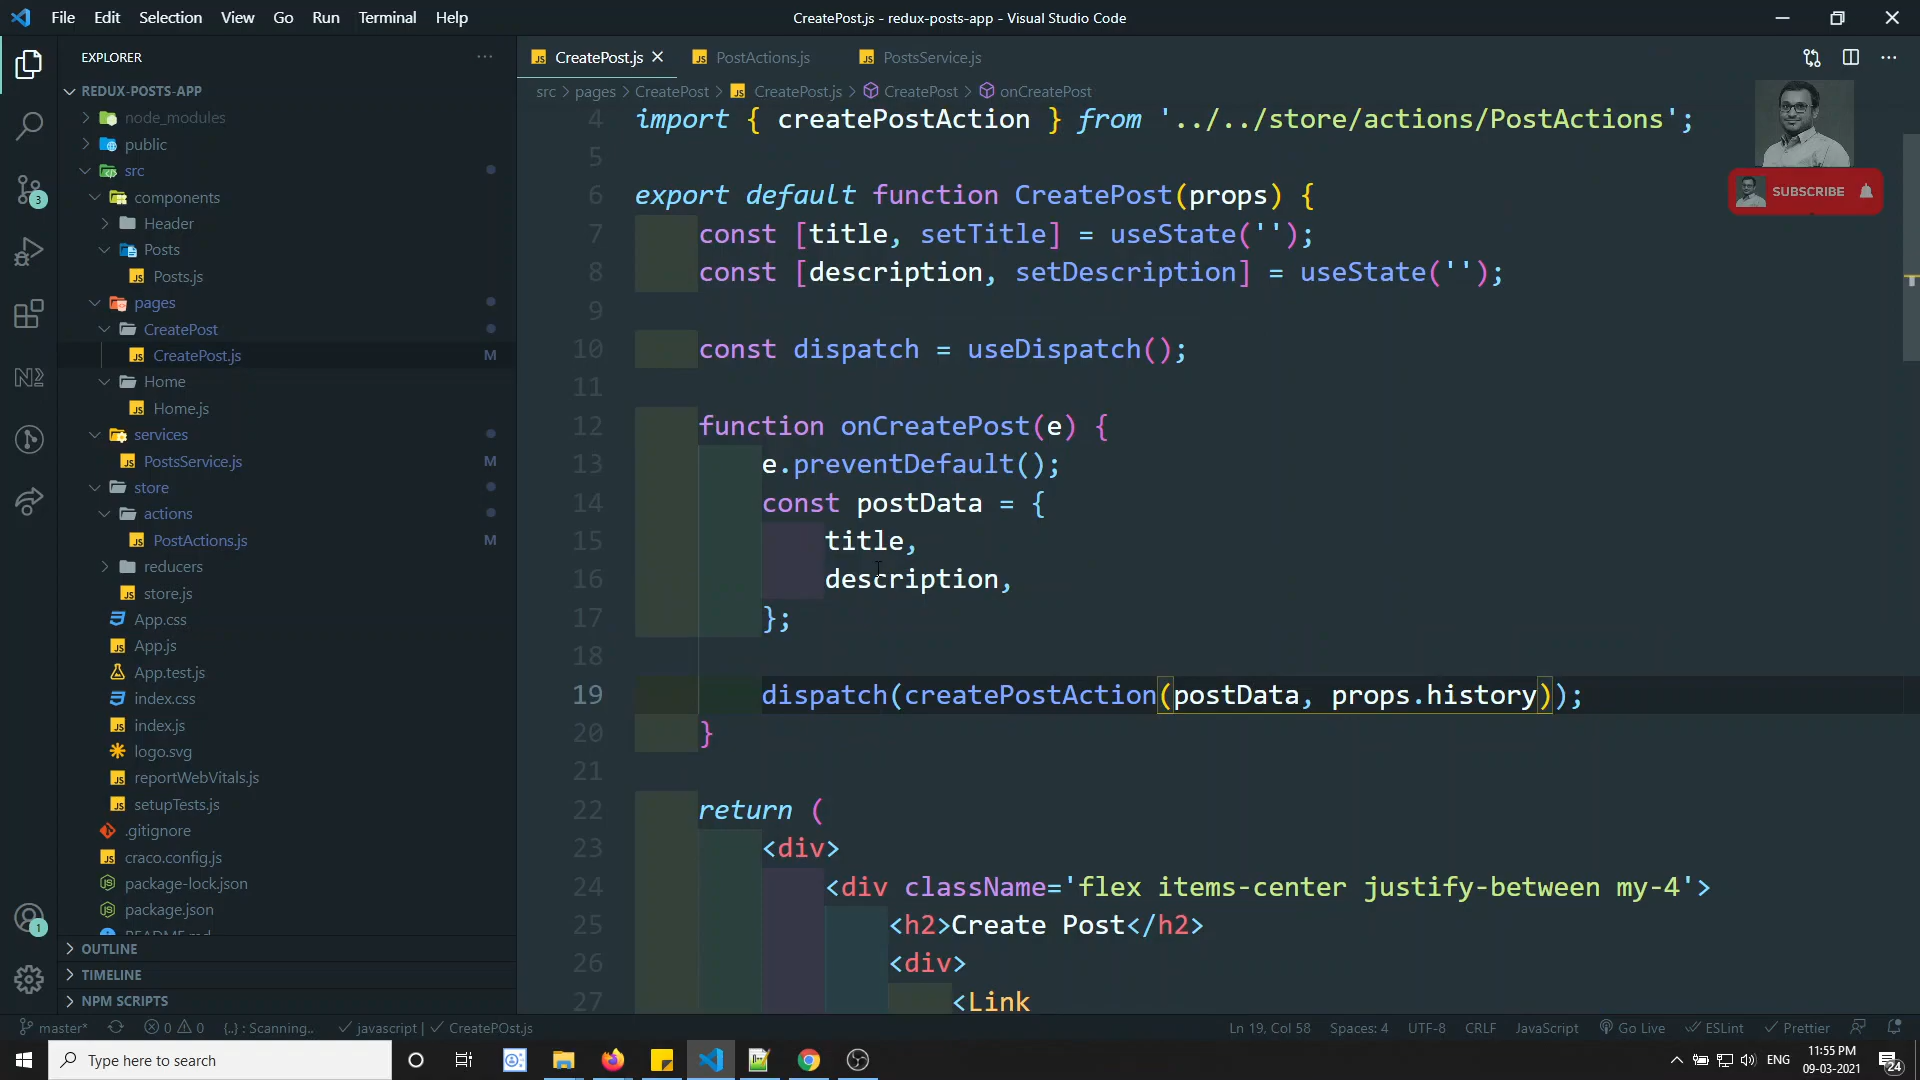 File Edit Selection View Go Run Terminal Help
CreatePost.js - redux-posts-app - Visual Studio Code
EXPLORER
REDUX-POSTS-APP
node_modules
public
src
components
Header
Posts
Posts.js
pages
CreatePost
CreatePost.js M
Home
Home.js
services
PostsService.js M
store
actions
PostActions.js M
reducers
store.js
App.css
App.js
App.test.js
index.css
index.js
logo.svg
reportWebVitals.js
setupTests.js
.gitignore
craco.config.js
package-lock.json
package.json
README.md
OUTLINE
TIMELINE
NPM SCRIPTS
3
1
CreatePost.js PostActions.js PostsService.js
src > pages > CreatePost > CreatePost.js > CreatePost > onCreatePost
4 import { createPostAction } from '../../store/actions/PostActions';
5
6 export default function CreatePost(props) {
7 const [title, setTitle] = useState('');
8 const [description, setDescription] = useState('');
9
10 const dispatch = useDispatch();
11
12 function onCreatePost(e) {
13 e.preventDefault();
14 const postData = {
15 title,
16 description,
17 };
18
19 dispatch(createPostAction(postData, props.history));
20 }
21
22 return (
23 <div>
24 <div className='flex items-center justify-between my-4'>
25 <h2>Create Post</h2>
26 <div>
27 <Link
SUBSCRIBE
master* 0 0 {..} : Scanning.. javascript | CreatePOst.js
Ln 19, Col 58 Spaces: 4 UTF-8 CRLF JavaScript Go Live ESLint Prettier
Type here to search
ENG
11:55 PM
09-03-2021
24